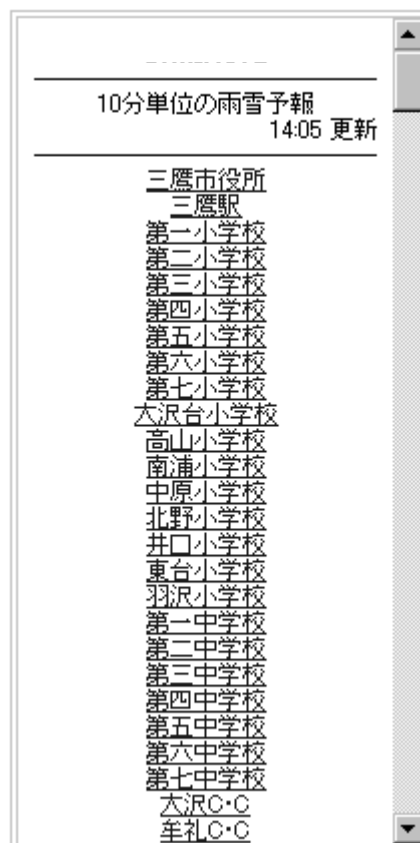 10分単位の雨雪予報
14:05 更新
三鷹市役所
三鷹駅
第一小学校
第二小学校
第三小学校
第四小学校
第五小学校
第六小学校
第七小学校
大沢台小学校
高山小学校
南浦小学校
中原小学校
北野小学校
井口小学校
東台小学校
羽沢小学校
第一中学校
第二中学校
第三中学校
第四中学校
第五中学校
第六中学校
第七中学校
大沢C・C
牟礼C・C